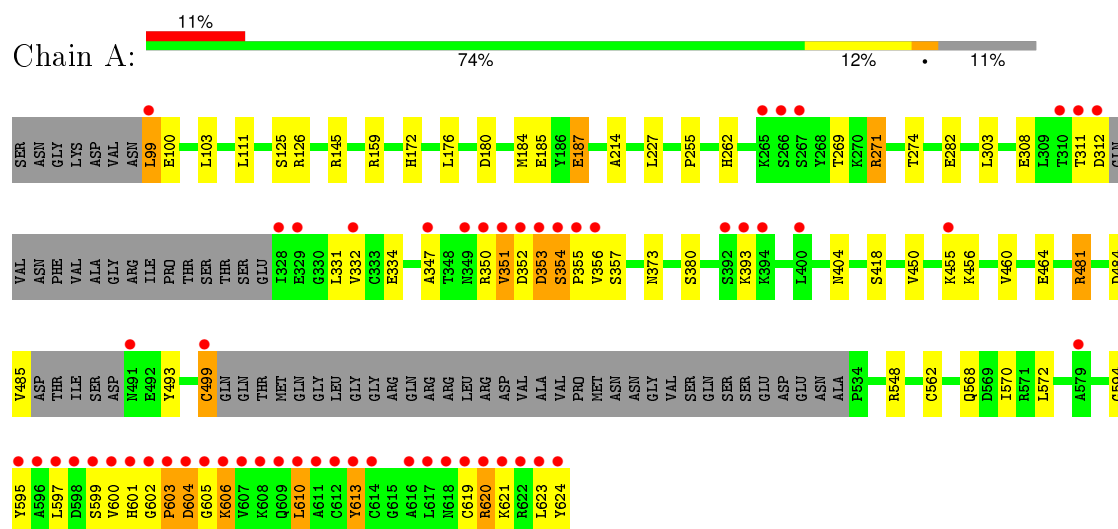 11%
Chain A:
74% 12% • 11%
SER ASN GLY LYS ASP VAL ASN L99 E100 L103 L111 S125 R126 R145 R159 H172 L176 D180 M184 E185 Y186 E187 A214 L227 P255 H262 K265 S266 S267 Y268 T269 K270 R271 T274 E282 L303 E308 L309 T310 T311 D312 GLN
VAL ASN PHE VAL ALA GLY ARG ILE PRO THR SER THR SER GLU I328 E329 G330 L331 V332 C333 E334 A347 T348 N349 R350 V351 D352 D353 S354 P355 V356 S357 N373 S380 S392 K393 K394 L400 N404 S418 V450 K455 K456 V460 E464 R481
V485 ASP THR ILE SER ASP N491 E492 Y493 C499 GLN GLN THR MET GLN GLY LEU GLY GLY ARG GLN ARG ARG LEU ARG ASP VAL ALA VAL PRO MET ASN ASN GLY VAL SER GLN SER SER GLU ASP GLU ASN ALA P534 R548 C562 Q568 D569 I570 R571 L572 A579
Y595 A596 L597 D598 S599 V600 H601 G602 P603 D604 G605 K606 V607 K608 Q609 L610 A611 C612 Y613 C614 G615 A616 L617 N618 C619 R620 K621 R622 L623 Y624